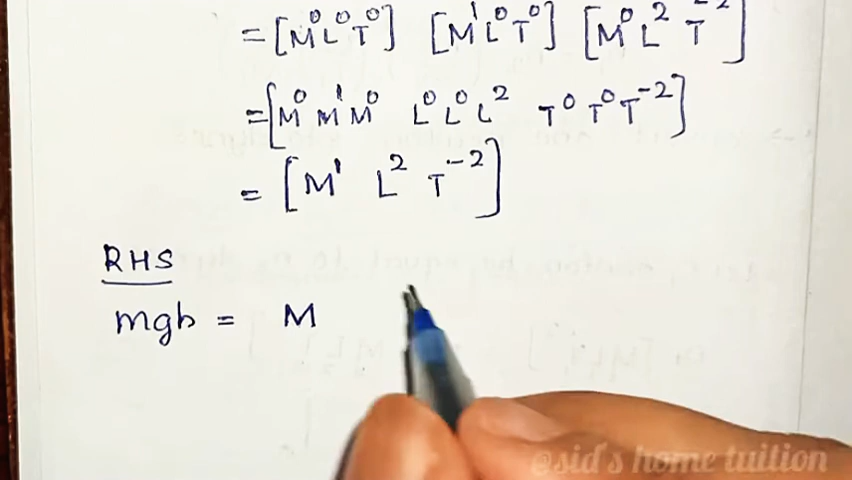 = [M⁰L⁰T⁰] [M¹L⁰T⁰] [M⁰L²T⁻²]
= [M⁰M¹M⁰ L⁰L⁰L² T⁰T⁰T⁻²]
= [M¹ L² T⁻²]
RHS
mgh = M
@sid's home tuition